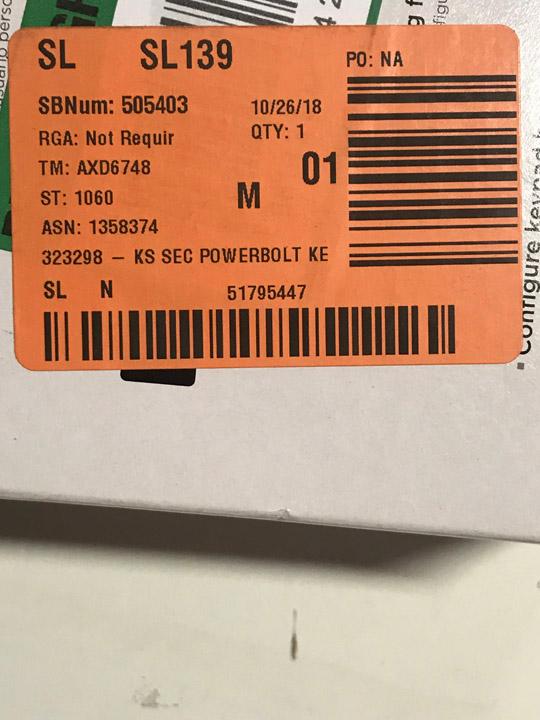 SL SL139
PO: NA
SBNum: 505403 10/26/18
RGA: Not Requir QTY: 1
TM: AXD6748 01
ST: 1060 M
ASN: 1358374
323298 – KS SEC POWERBOLT KE
SL N 51795447